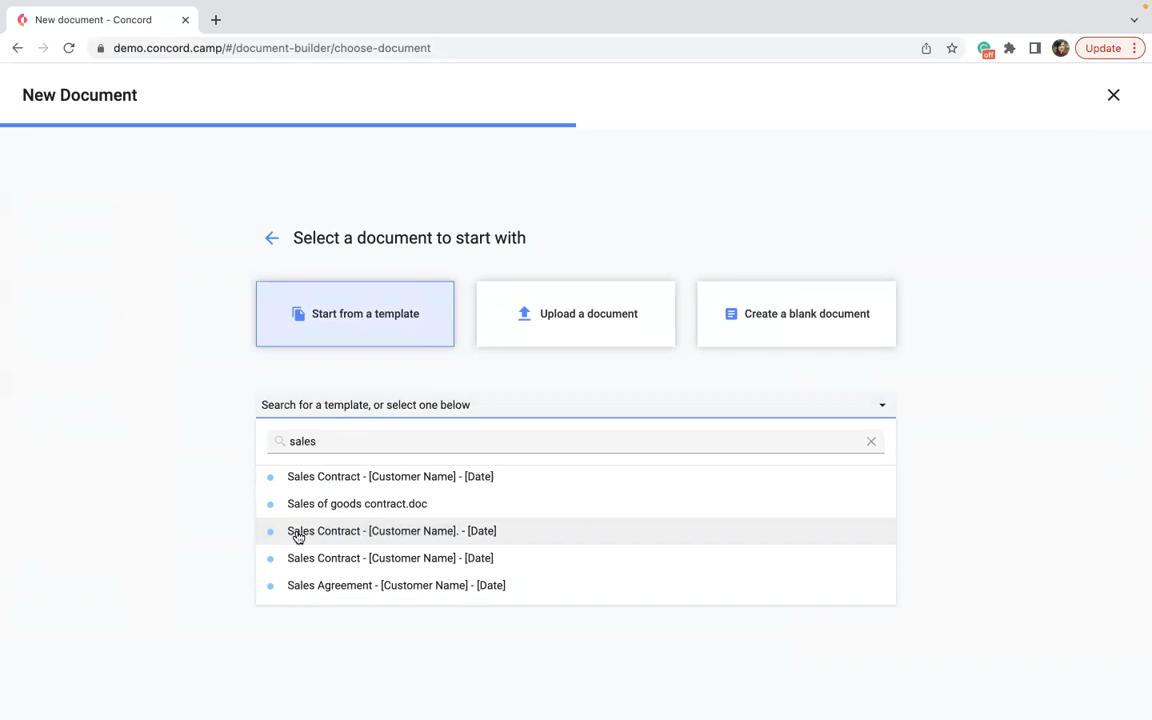 New document - Concord
demo.concord.camp/#/document-builder/choose-document
off
Update
New Document
Select a document to start with
Start from a template
Upload a document
Create a blank document
Search for a template, or select one below
sales
Sales Contract - [Customer Name] - [Date]
Sales of goods contract.doc
Sales Contract - [Customer Name]. - [Date]
Sales Contract - [Customer Name] - [Date]
Sales Agreement - [Customer Name] - [Date]